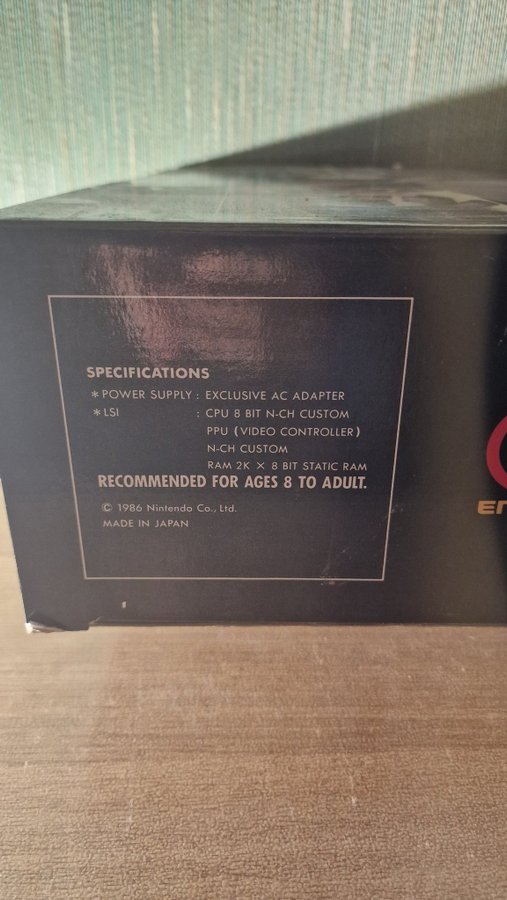 SPECIFICATIONS
*POWER SUPPLY : EXCLUSIVE AC ADAPTER
*LSI : CPU 8 BIT N-CH CUSTOM
PPU (VIDEO CONTROLLER)
N-CH CUSTOM
RAM 2K × 8 BIT STATIC RAM
RECOMMENDED FOR AGES 8 TO ADULT.
© 1986 Nintendo Co., Ltd.
MADE IN JAPAN